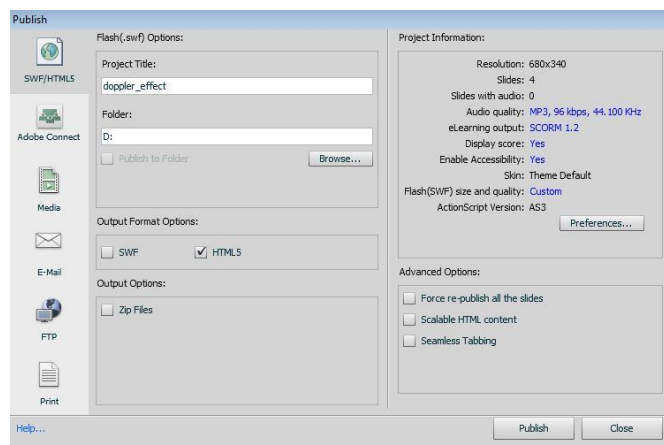 Publish
SWF/HTML5
Adobe Connect
Media
E-Mail
FTP
Print
Flash(.swf) Options:
Project Title:
doppler_effect
Folder:
D:
Publish to Folder
Browse...
Output Format Options:
SWF
HTML5
Output Options:
Zip Files
Project Information:
Resolution: 680x340
Slides: 4
Slides with audio: 0
Audio quality: MP3, 96 kbps, 44.100 KHz
eLearning output: SCORM 1.2
Display score: Yes
Enable Accessibility: Yes
Skin: Theme Default
Flash(SWF) size and quality: Custom
ActionScript Version: AS3
Preferences...
Advanced Options:
Force re-publish all the slides
Scalable HTML content
Seamless Tabbing
Help...
Publish
Close